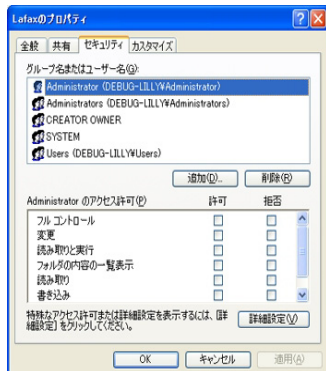 Lafaxのプロパティ
全般 共有 セキュリティ カスタマイズ
グループ名またはユーザー名(G):
Administrator (DEBUG-LILLY¥Administrator)
Administrators (DEBUG-LILLY¥Administrators)
CREATOR OWNER
SYSTEM
Users (DEBUG-LILLY¥Users)
追加(D)... 削除(R)
Administrator のアクセス許可(P) 許可 拒否
フル コントロール
変更
読み取りと実行
フォルダの内容の一覧表示
読み取り
書き込み
特殊なアクセス許可または詳細設定を表示するには、[詳
細設定] をクリックしてください。
詳細設定(V)
OK キャンセル 適用(A)